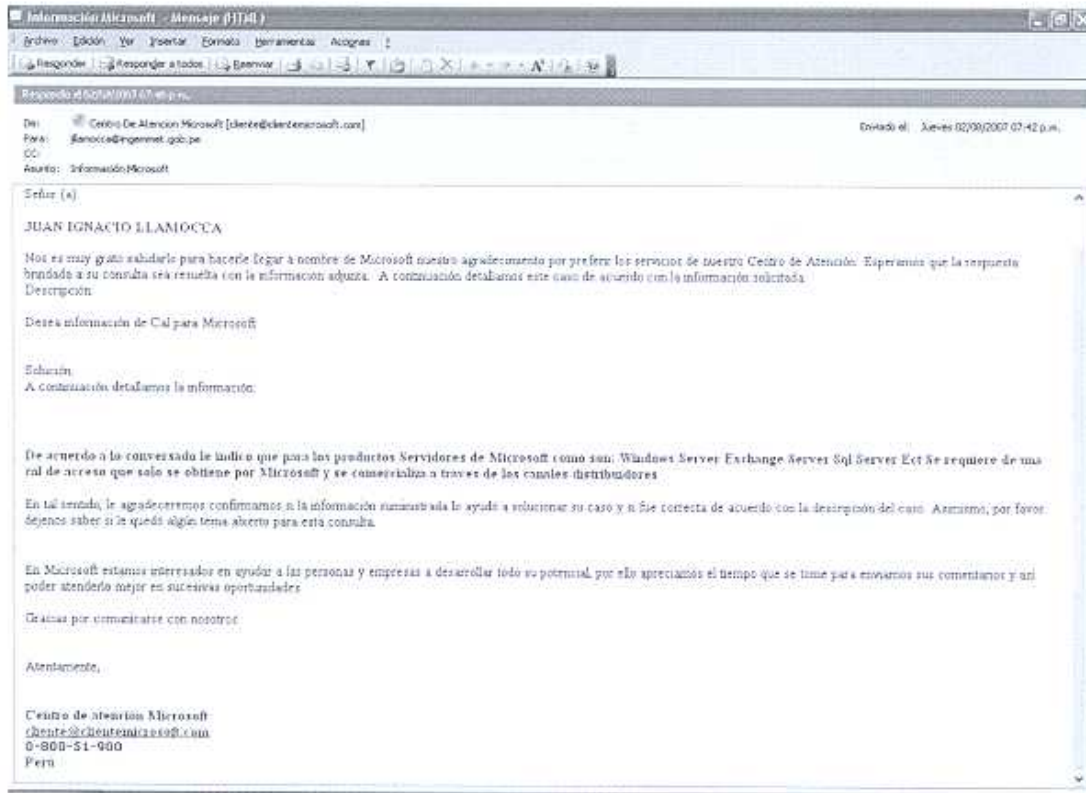 Información Microsoft - Mensaje (HTML)
Archivo Edición Ver Insertar Formato Herramientas Acciones ?
Responder Responder a todos Reenviar
Respondió el
De: Centro De Atencion Microsoft [cliente@clientemicrosoft.com]
Enviado el: Jueves 02/08/2007 07:42 p.m.
Para: jllamocca@ingemmet.gob.pe
CC:
Asunto: Información Microsoft
Señor (a)
JUAN IGNACIO LLAMOCCA
Nos es muy grato saludarle para hacerle llegar a nombre de Microsoft nuestro agradecimiento por preferir los servicios de nuestro Centro de Atención. Esperamos que la respuesta
brindada a su consulta sea resuelta con la información adjunta. A continuación detallamos este caso de acuerdo con la información solicitada
Descripción
Desea información de Cal para Microsoft
Solución
A continuación detallamos la información:
De acuerdo a lo conversado le indico que para los productos Servidores de Microsoft como son: Windows Server Exchange Server Sql Server Ect Se requiere de una
cal de acceso que solo se obtiene por Microsoft y se comercializa a traves de los canales distribuidores
En tal sentido, le agradeceremos confirmarnos si la información suministrada le ayudó a solucionar su caso y si fue correcta de acuerdo con la descripción del caso. Asimismo, por favor
dejenos saber si le quedó algún tema abierto para esta consulta.
En Microsoft estamos interesados en ayudar a las personas y empresas a desarrollar todo su potencial, por ello apreciamos el tiempo que se tome para enviarnos sus comentarios y así
poder atenderlo mejor en sucesivas oportunidades
Gracias por comunicarse con nosotros
Atentamente,
Centro de atención Microsoft
cliente@clientemicrosoft.com
0-800-51-900
Perú